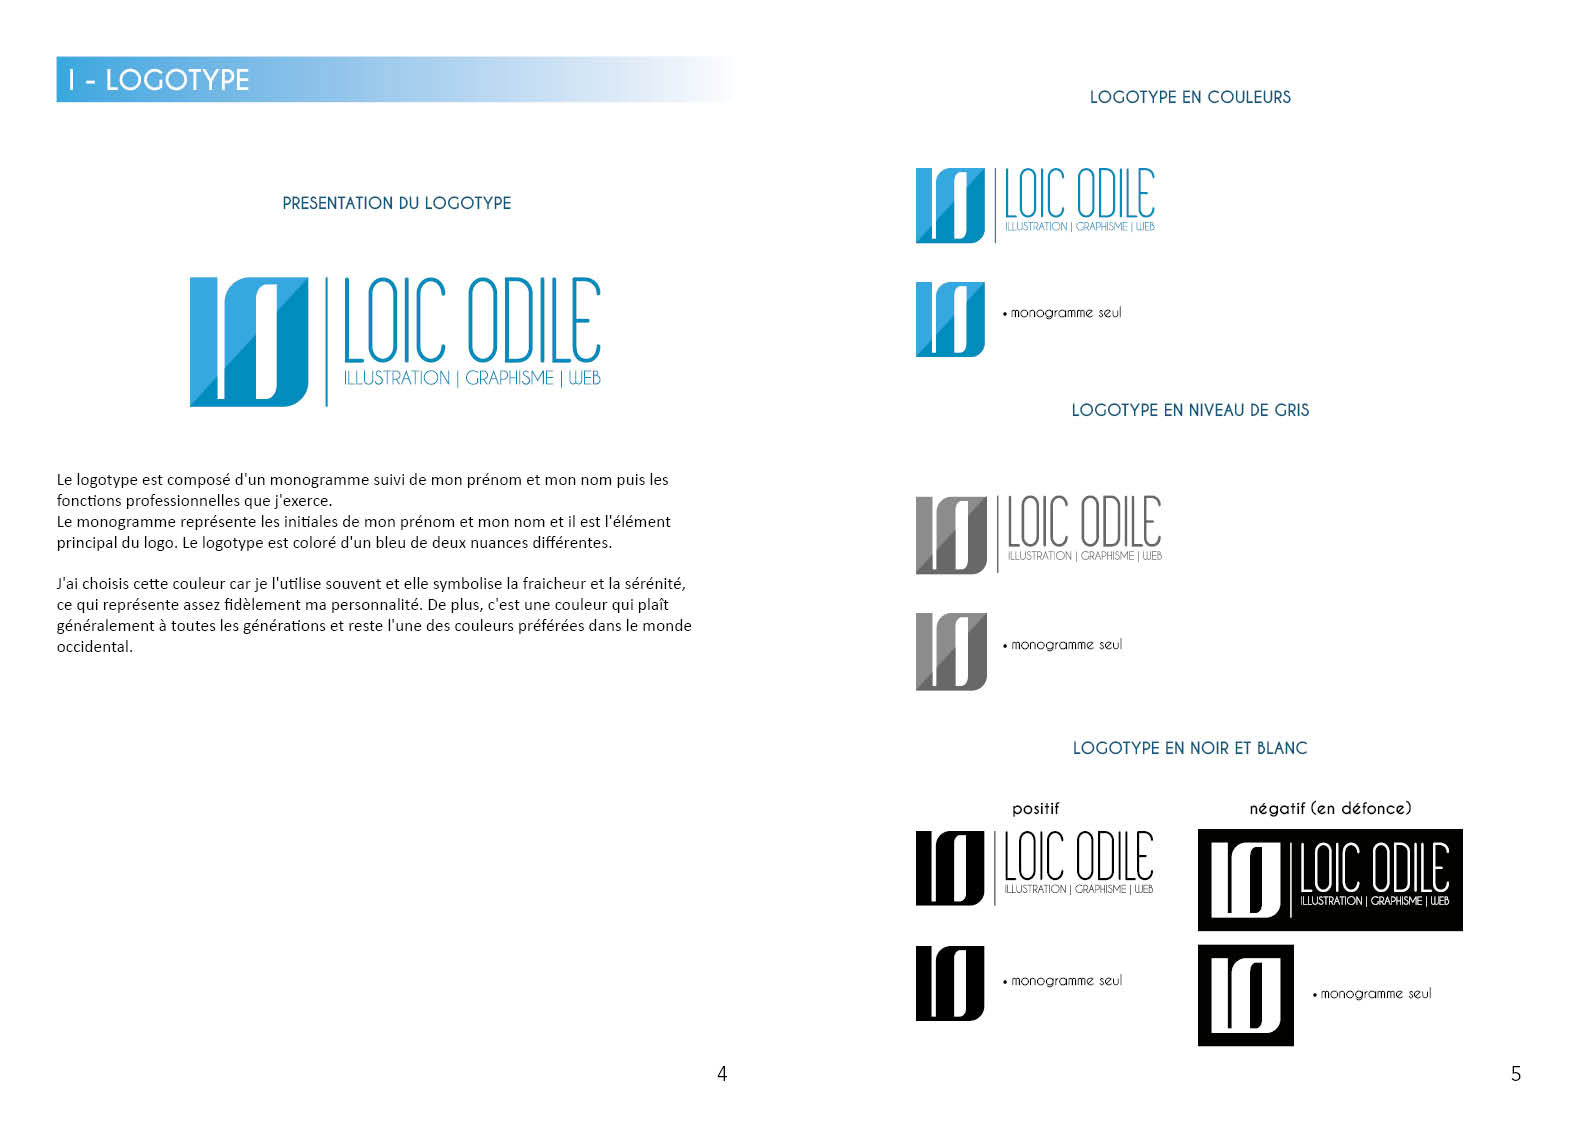 I - LOGOTYPE
PRESENTATION DU LOGOTYPE
LOIC ODILE
ILLUSTRATION | GRAPHISME | WEB
Le logotype est composé d'un monogramme suivi de mon prénom et mon nom puis les
fonctions professionnelles que j'exerce.
Le monogramme représente les initiales de mon prénom et mon nom et il est l'élément
principal du logo. Le logotype est coloré d'un bleu de deux nuances différentes.
J'ai choisis cette couleur car je l'utilise souvent et elle symbolise la fraicheur et la sérénité,
ce qui représente assez fidèlement ma personnalité. De plus, c'est une couleur qui plaît
généralement à toutes les générations et reste l'une des couleurs préférées dans le monde
occidental.
4
LOGOTYPE EN COULEURS
LOIC ODILE
ILLUSTRATION | GRAPHISME | WEB
• monogramme seul
LOGOTYPE EN NIVEAU DE GRIS
LOIC ODILE
ILLUSTRATION | GRAPHISME | WEB
• monogramme seul
LOGOTYPE EN NOIR ET BLANC
positif
LOIC ODILE
ILLUSTRATION | GRAPHISME | WEB
• monogramme seul
négatif (en défonce)
LOIC ODILE
ILLUSTRATION | GRAPHISME | WEB
• monogramme seul
5